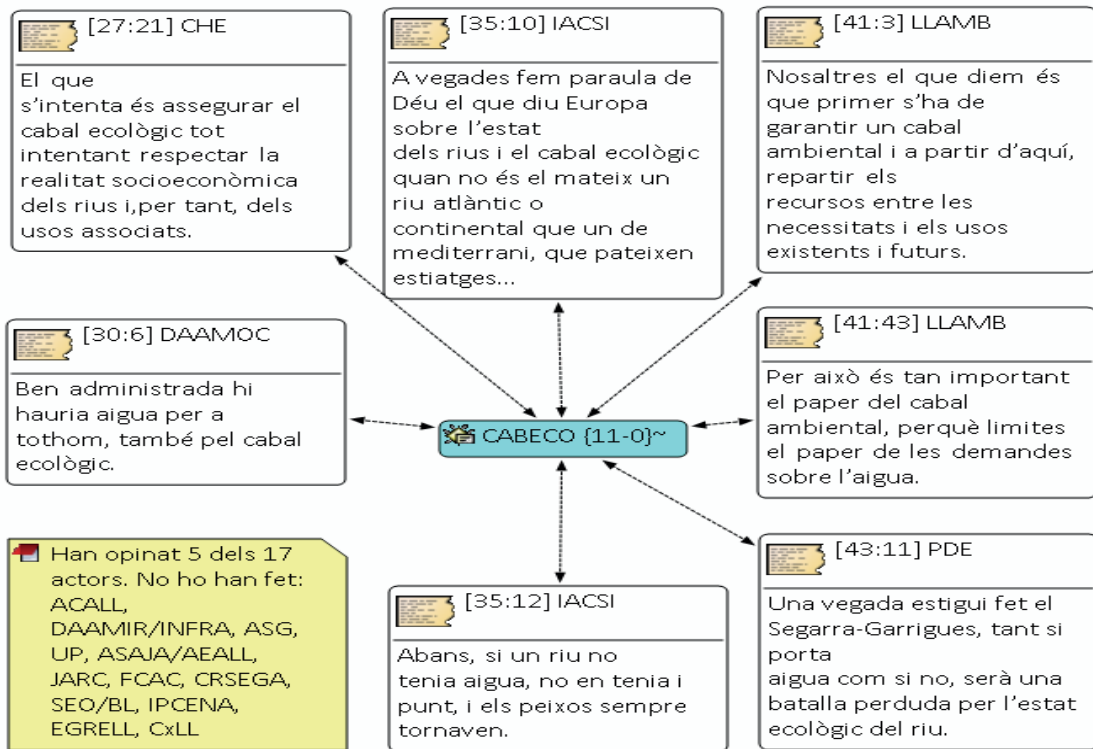 [27:21] CHE
El que
s’intenta és assegurar el
cabal ecològic tot
intentant respectar la
realitat socioeconòmica
dels rius i,per tant, dels
usos associats.
[35:10] IACSI
A vegades fem paraula de
Déu el que diu Europa
sobre l’estat
dels rius i el cabal ecològic
quan no és el mateix un
riu atlàntic o
continental que un de
mediterrani, que pateixen
estiatges...
[41:3] LLAMB
Nosaltres el que diem és
que primer s’ha de
garantir un cabal
ambiental i a partir d’aquí,
repartir els
recursos entre les
necessitats i els usos
existents i futurs.
[30:6] DAAMOC
Ben administrada hi
hauria aigua per a
tothom, també pel cabal
ecològic.
CABECO {11-0}~
[41:43] LLAMB
Per això és tan important
el paper del cabal
ambiental, perquè limites
el paper de les demandes
sobre l’aigua.
Han opinat 5 dels 17
actors. No ho han fet:
ACALL,
DAAMIR/INFRA, ASG,
UP, ASAJA/AEALL,
JARC, FCAC, CRSEGA,
SEO/BL, IPCENA,
EGRELL, CxLL
[35:12] IACSI
Abans, si un riu no
tenia aigua, no en tenia i
punt, i els peixos sempre
tornaven.
[43:11] PDE
Una vegada estigui fet el
Segarra-Garrigues, tant si
porta
aigua com si no, serà una
batalla perduda per l’estat
ecològic del riu.